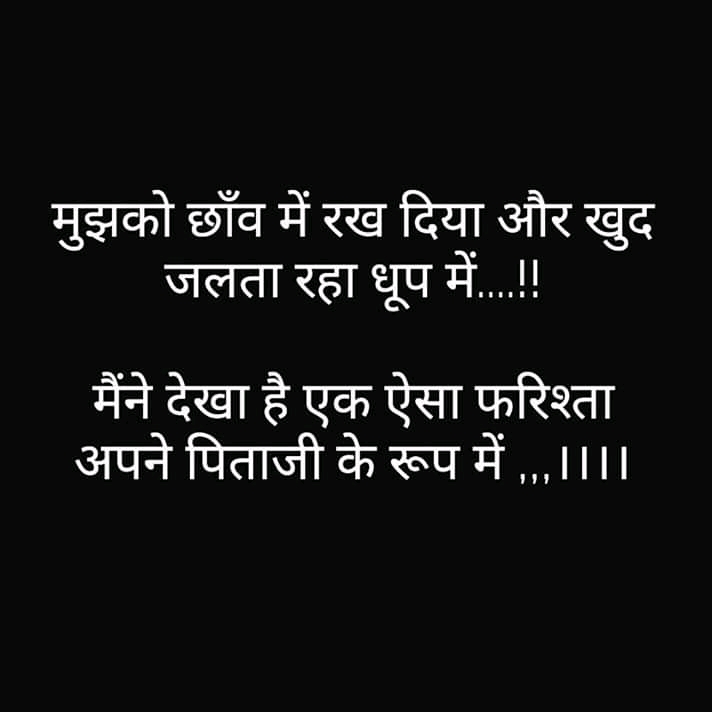 मुझको छाँव में रख दिया और खुद
जलता रहा धूप में....!!
मैंने देखा है एक ऐसा फरिश्ता
अपने पिताजी के रूप में ,,,।।।।